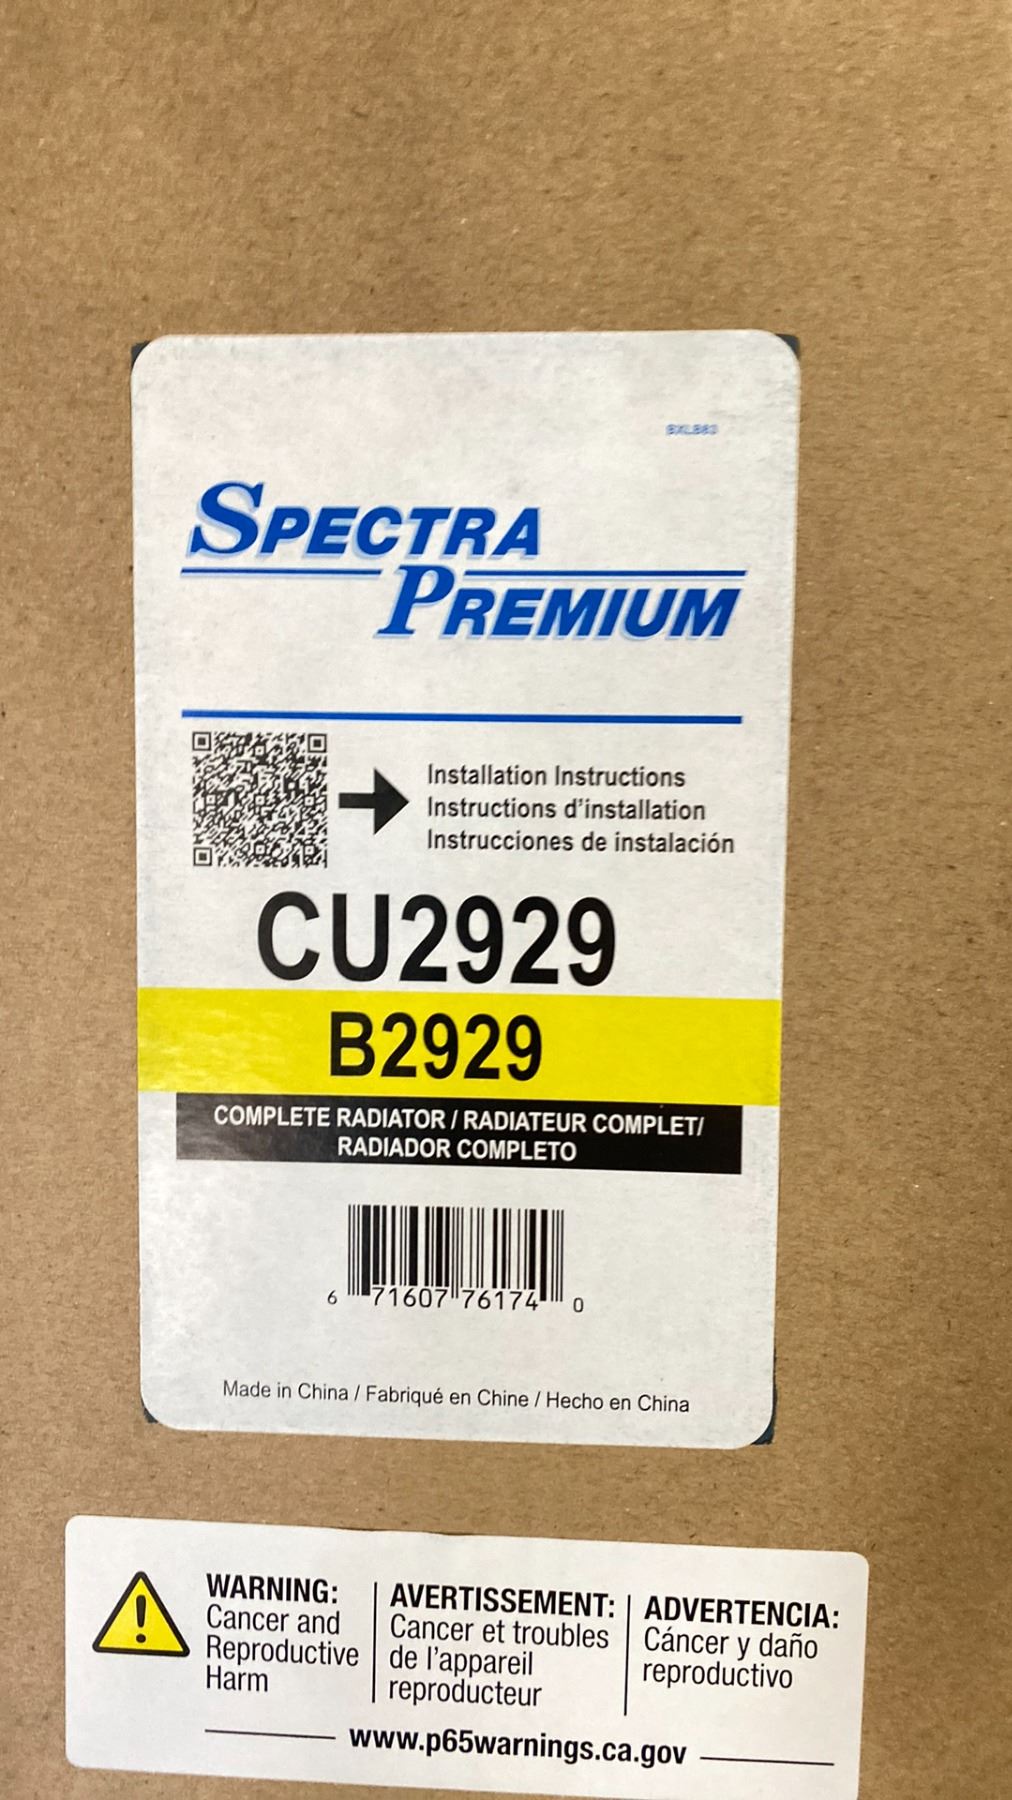 BXLB63
SPECTRA
PREMIUM
Installation Instructions
Instructions d'installation
Instrucciones de instalación
CU2929
B2929
COMPLETE RADIATOR / RADIATEUR COMPLET/
RADIADOR COMPLETO
6 71607 76174 0
Made in China / Fabriqué en Chine / Hecho en China
WARNING:
Cancer and
Reproductive
Harm
AVERTISSEMENT:
Cancer et troubles
de l'appareil
reproducteur
ADVERTENCIA:
Cáncer y daño
reproductivo
www.p65warnings.ca.gov